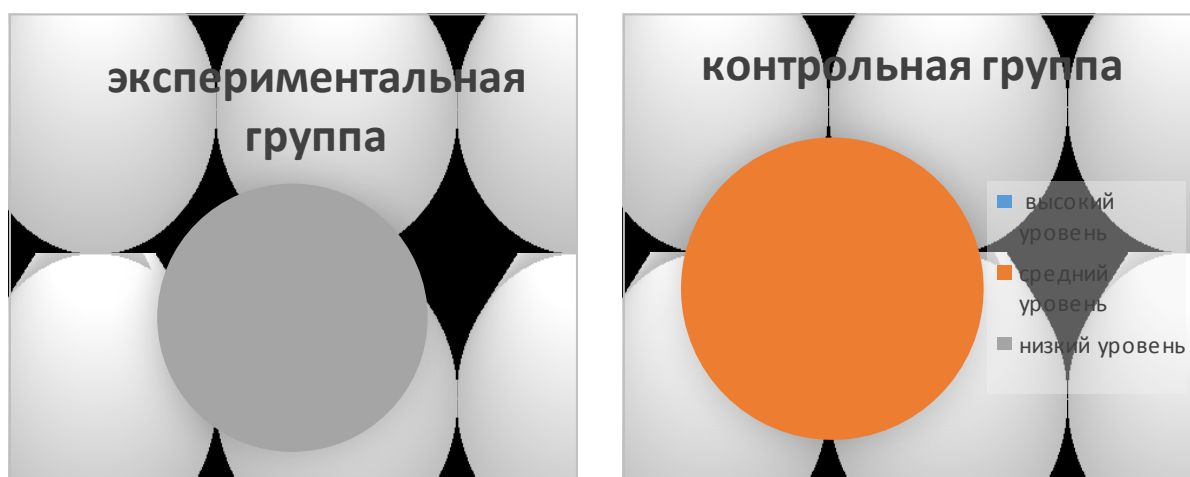 экспериментальная
группа
контрольная группа
высокий
уровень
средний
уровень
низкий уровень